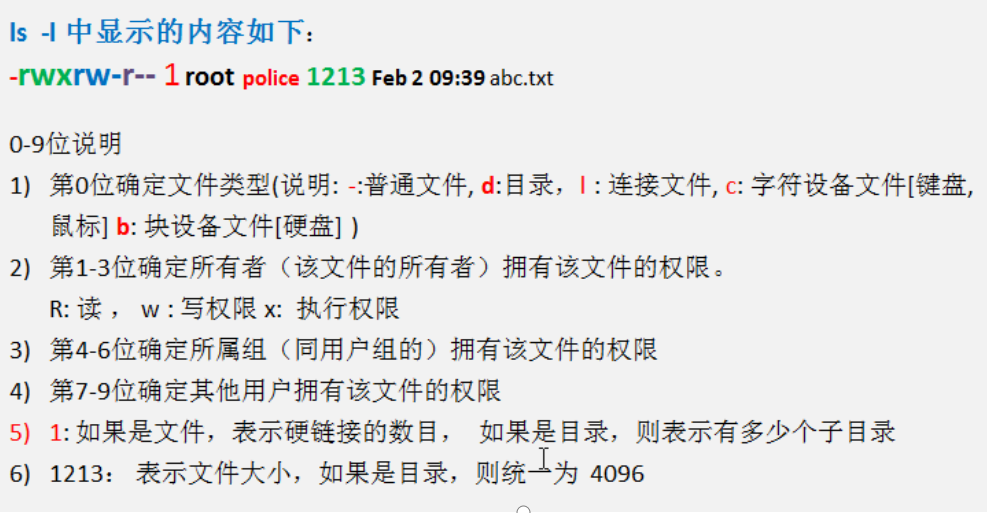 ls -l 中显示的内容如下：
-rwxrw-r-- 1 root police 1213 Feb 2 09:39 abc.txt
0-9位说明
1) 第0位确定文件类型(说明: -:普通文件, d:目录，l : 连接文件, c: 字符设备文件[键盘,
鼠标] b: 块设备文件[硬盘] )
2) 第1-3位确定所有者（该文件的所有者）拥有该文件的权限。
R: 读 ， w : 写权限 x: 执行权限
3) 第4-6位确定所属组（同用户组的）拥有该文件的权限
4) 第7-9位确定其他用户拥有该文件的权限
5) 1: 如果是文件，表示硬链接的数目， 如果是目录，则表示有多少个子目录
6) 1213： 表示文件大小，如果是目录，则统一为 4096